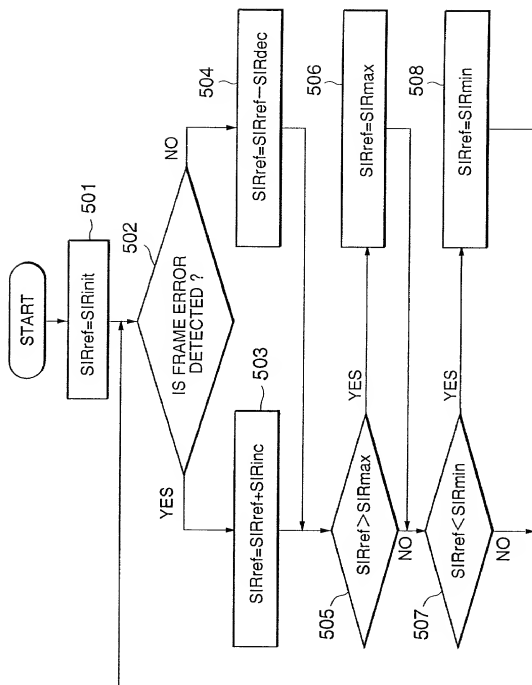 START
501
SIRref=SIRinit
502
IS FRAME ERROR
DETECTED ?
YES
NO
503
SIRref=SIRref+SIRinc
504
SIRref=SIRref−SIRdec
505
SIRref>SIRmax
YES
NO
506
SIRref=SIRmax
507
SIRref<SIRmin
YES
NO
508
SIRref=SIRmin